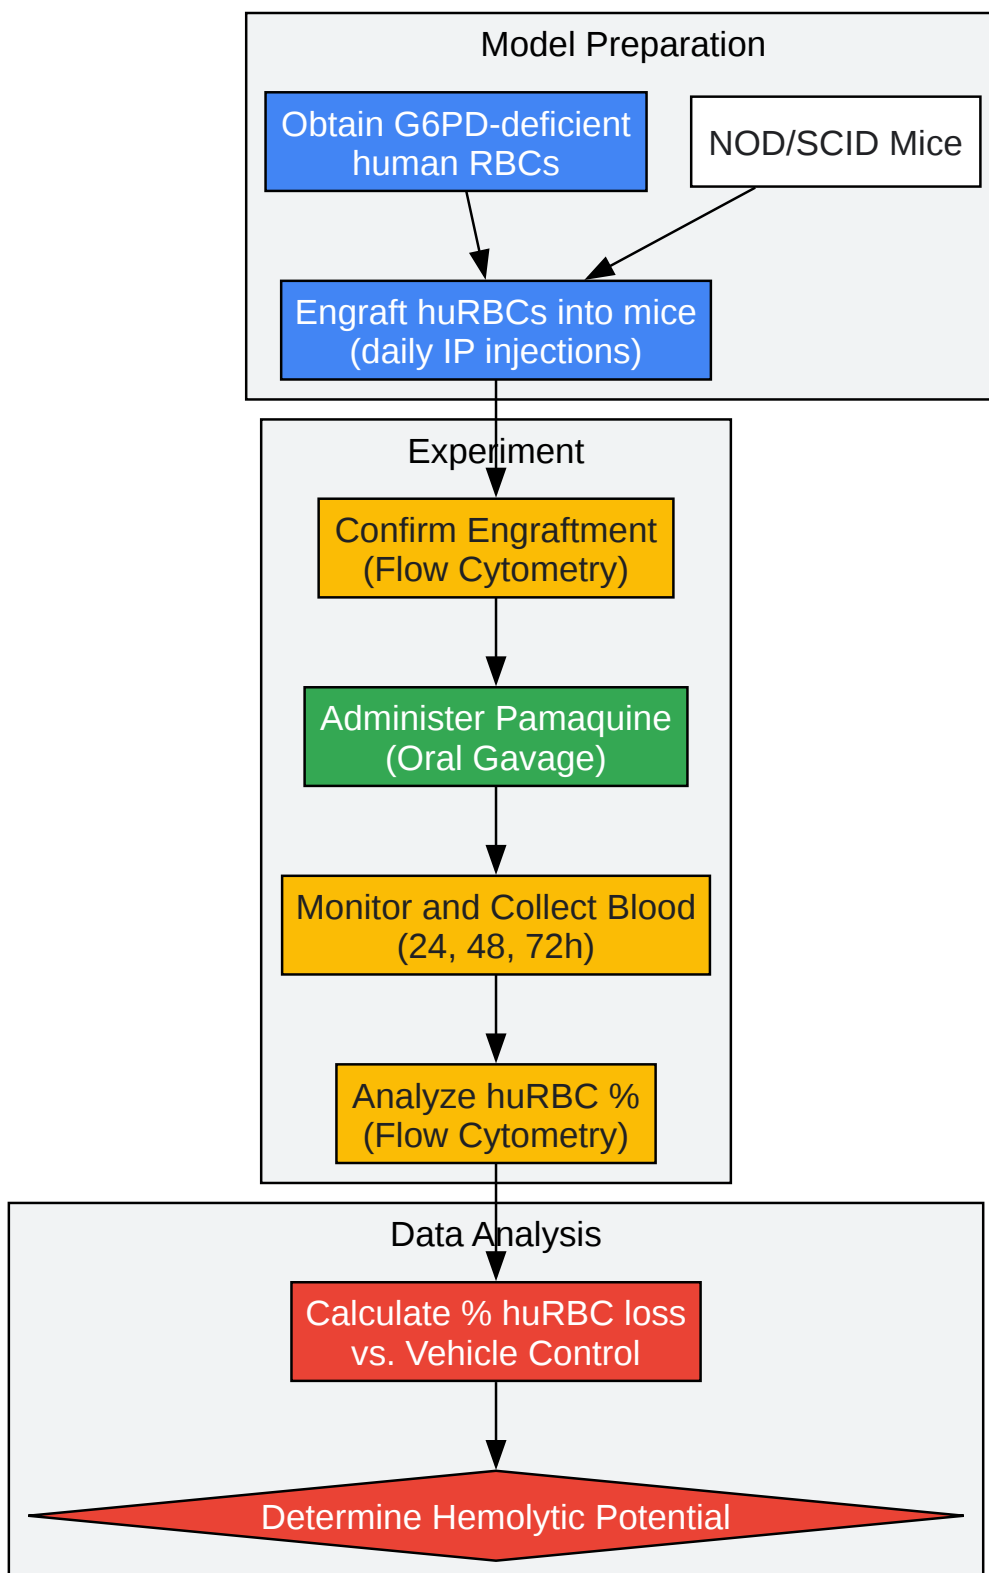 Model Preparation
Obtain G6PD-deficient
human RBCs
NOD/SCID Mice
Engraft huRBCs into mice
(daily IP injections)
Experiment
Confirm Engraftment
(Flow Cytometry)
Administer Pamaquine
(Oral Gavage)
Monitor and Collect Blood
(24, 48, 72h)
Analyze huRBC %
(Flow Cytometry)
Data Analysis
Calculate % huRBC loss
vs. Vehicle Control
Determine Hemolytic Potential